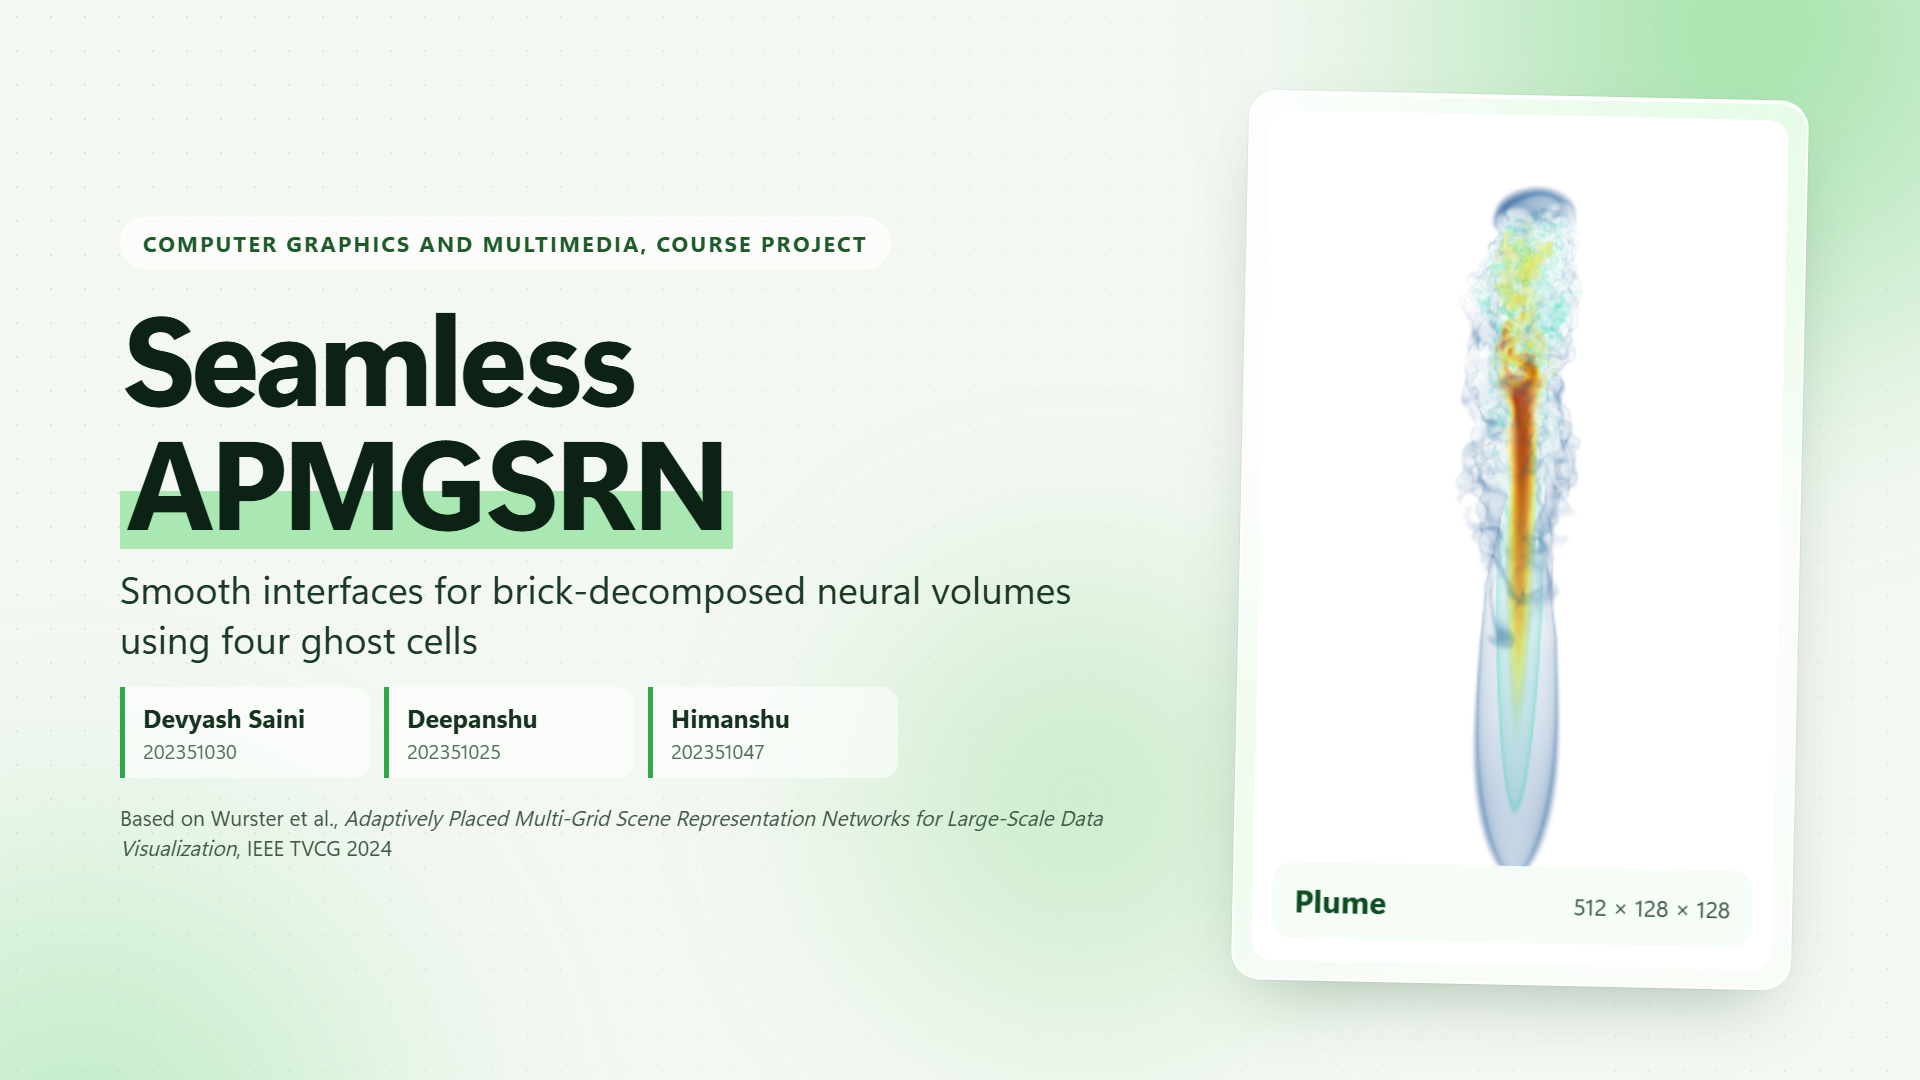 COMPUTER GRAPHICS AND MULTIMEDIA, COURSE PROJECT
Seamless
APMGSRN
Smooth interfaces for brick-decomposed neural volumes
using four ghost cells
Devyash Saini
202351030
Deepanshu
202351025
Himanshu
202351047
Based on Wurster et al., Adaptively Placed Multi-Grid Scene Representation Networks for Large-Scale Data
Visualization, IEEE TVCG 2024
Plume
512 × 128 × 128